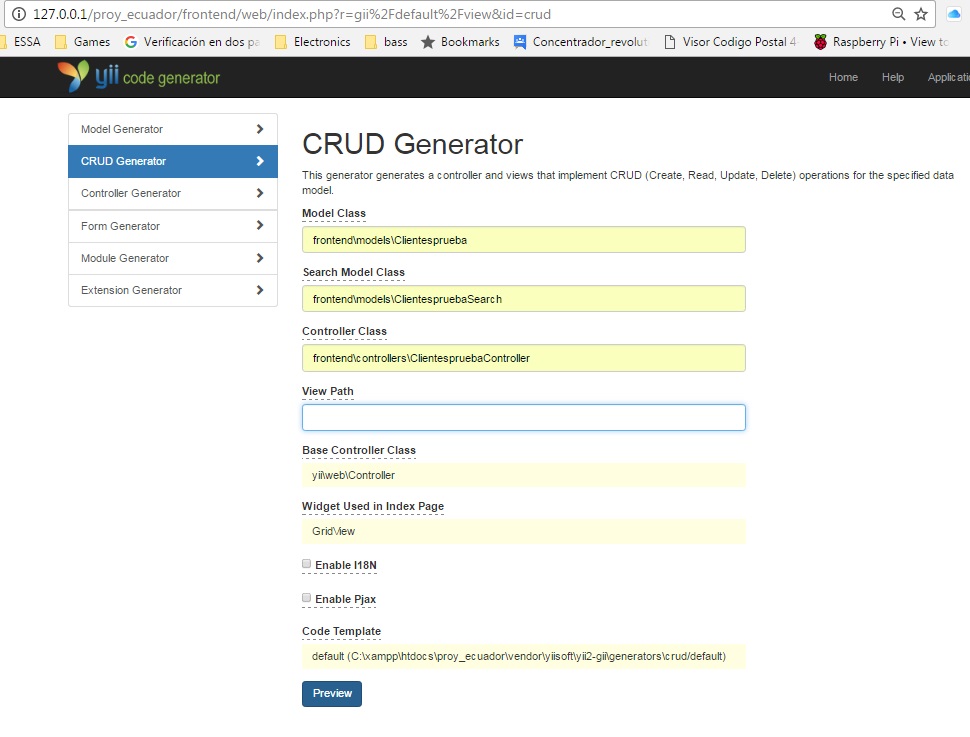 127.0.0.1/proy_ecuador/frontend/web/index.php?r=gii%2Fdefault%2Fview&id=crud
ESSA Games Verificación en dos pa Electronics bass Bookmarks Concentrador_revolut Visor Codigo Postal 4 Raspberry Pi • View to
yii code generator
Home Help Applicati
Model Generator
CRUD Generator
Controller Generator
Form Generator
Module Generator
Extension Generator
CRUD Generator
This generator generates a controller and views that implement CRUD (Create, Read, Update, Delete) operations for the specified data
model.
Model Class
frontend\models\Clientesprueba
Search Model Class
frontend\models\ClientespruebaSearch
Controller Class
frontend\controllers\ClientespruebaController
View Path
Base Controller Class
yii\web\Controller
Widget Used in Index Page
GridView
Enable I18N
Enable Pjax
Code Template
default (C:\xampp\htdocs\proy_ecuador\vendor\yiisoft\yii2-gii\generators\crud/default)
Preview